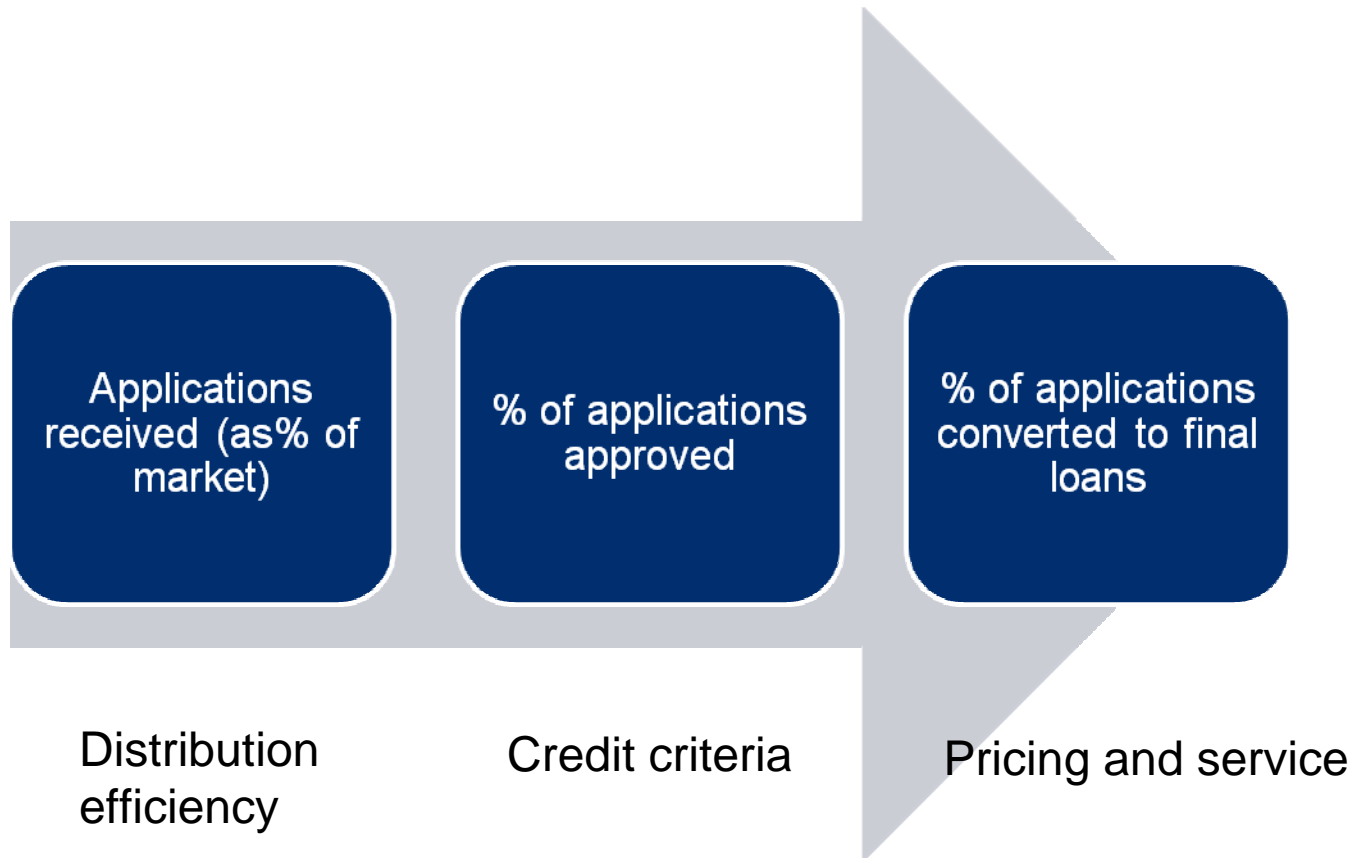 Applications
received (as% of
market)
% of applications
approved
% of applications
converted to final
loans
Distribution
efficiency
Credit criteria
Pricing and service